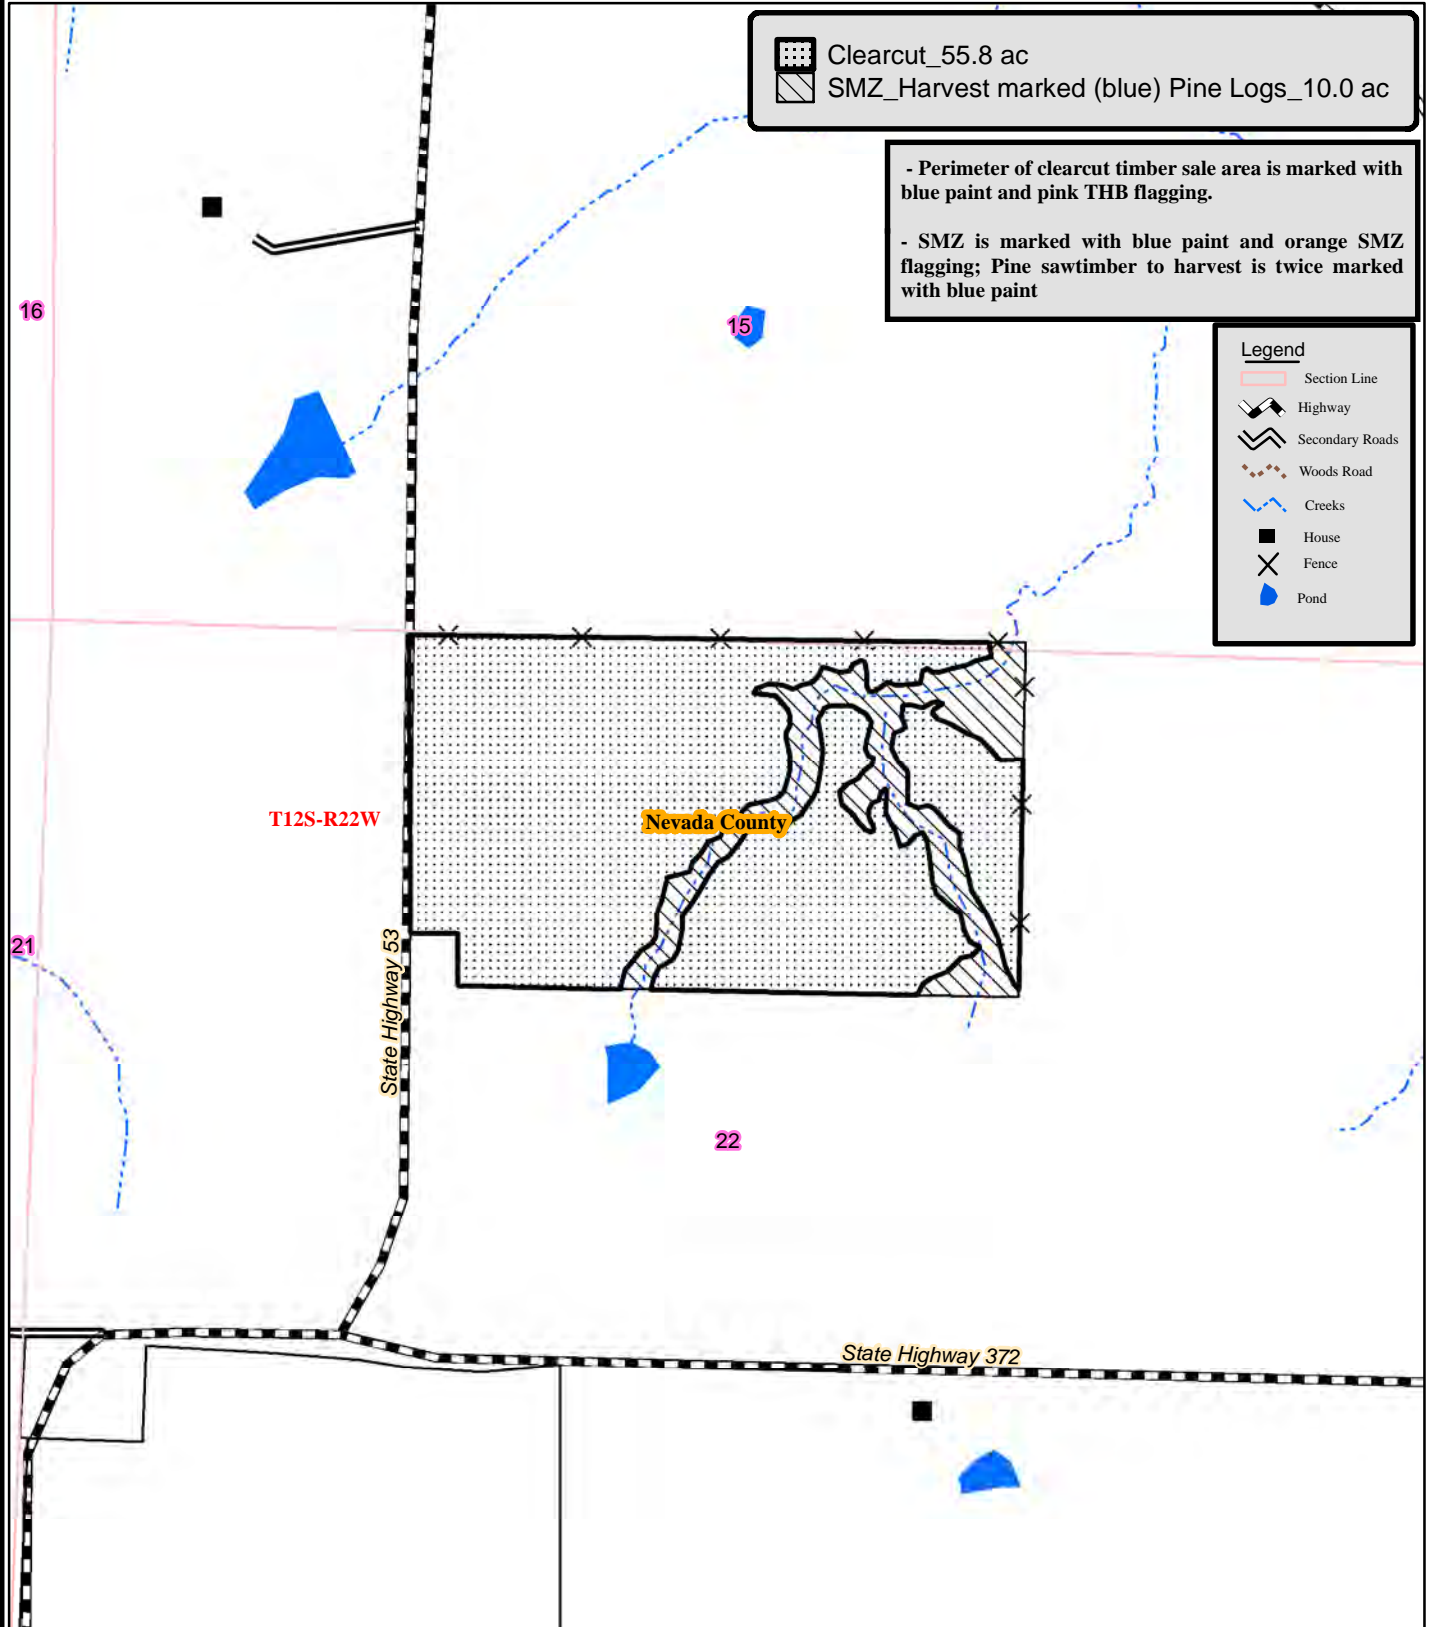 Clearcut_55.8 ac
SMZ_Harvest marked (blue) Pine Logs_10.0 ac
- Perimeter of clearcut timber sale area is marked with
blue paint and pink THB flagging.
- SMZ is marked with blue paint and orange SMZ
flagging; Pine sawtimber to harvest is twice marked
with blue paint
16
15
Legend
Section Line
Highway
Secondary Roads
Woods Road
Creeks
House
Fence
Pond
T12S-R22W
Nevada County
21
State Highway 53
22
State Highway 372